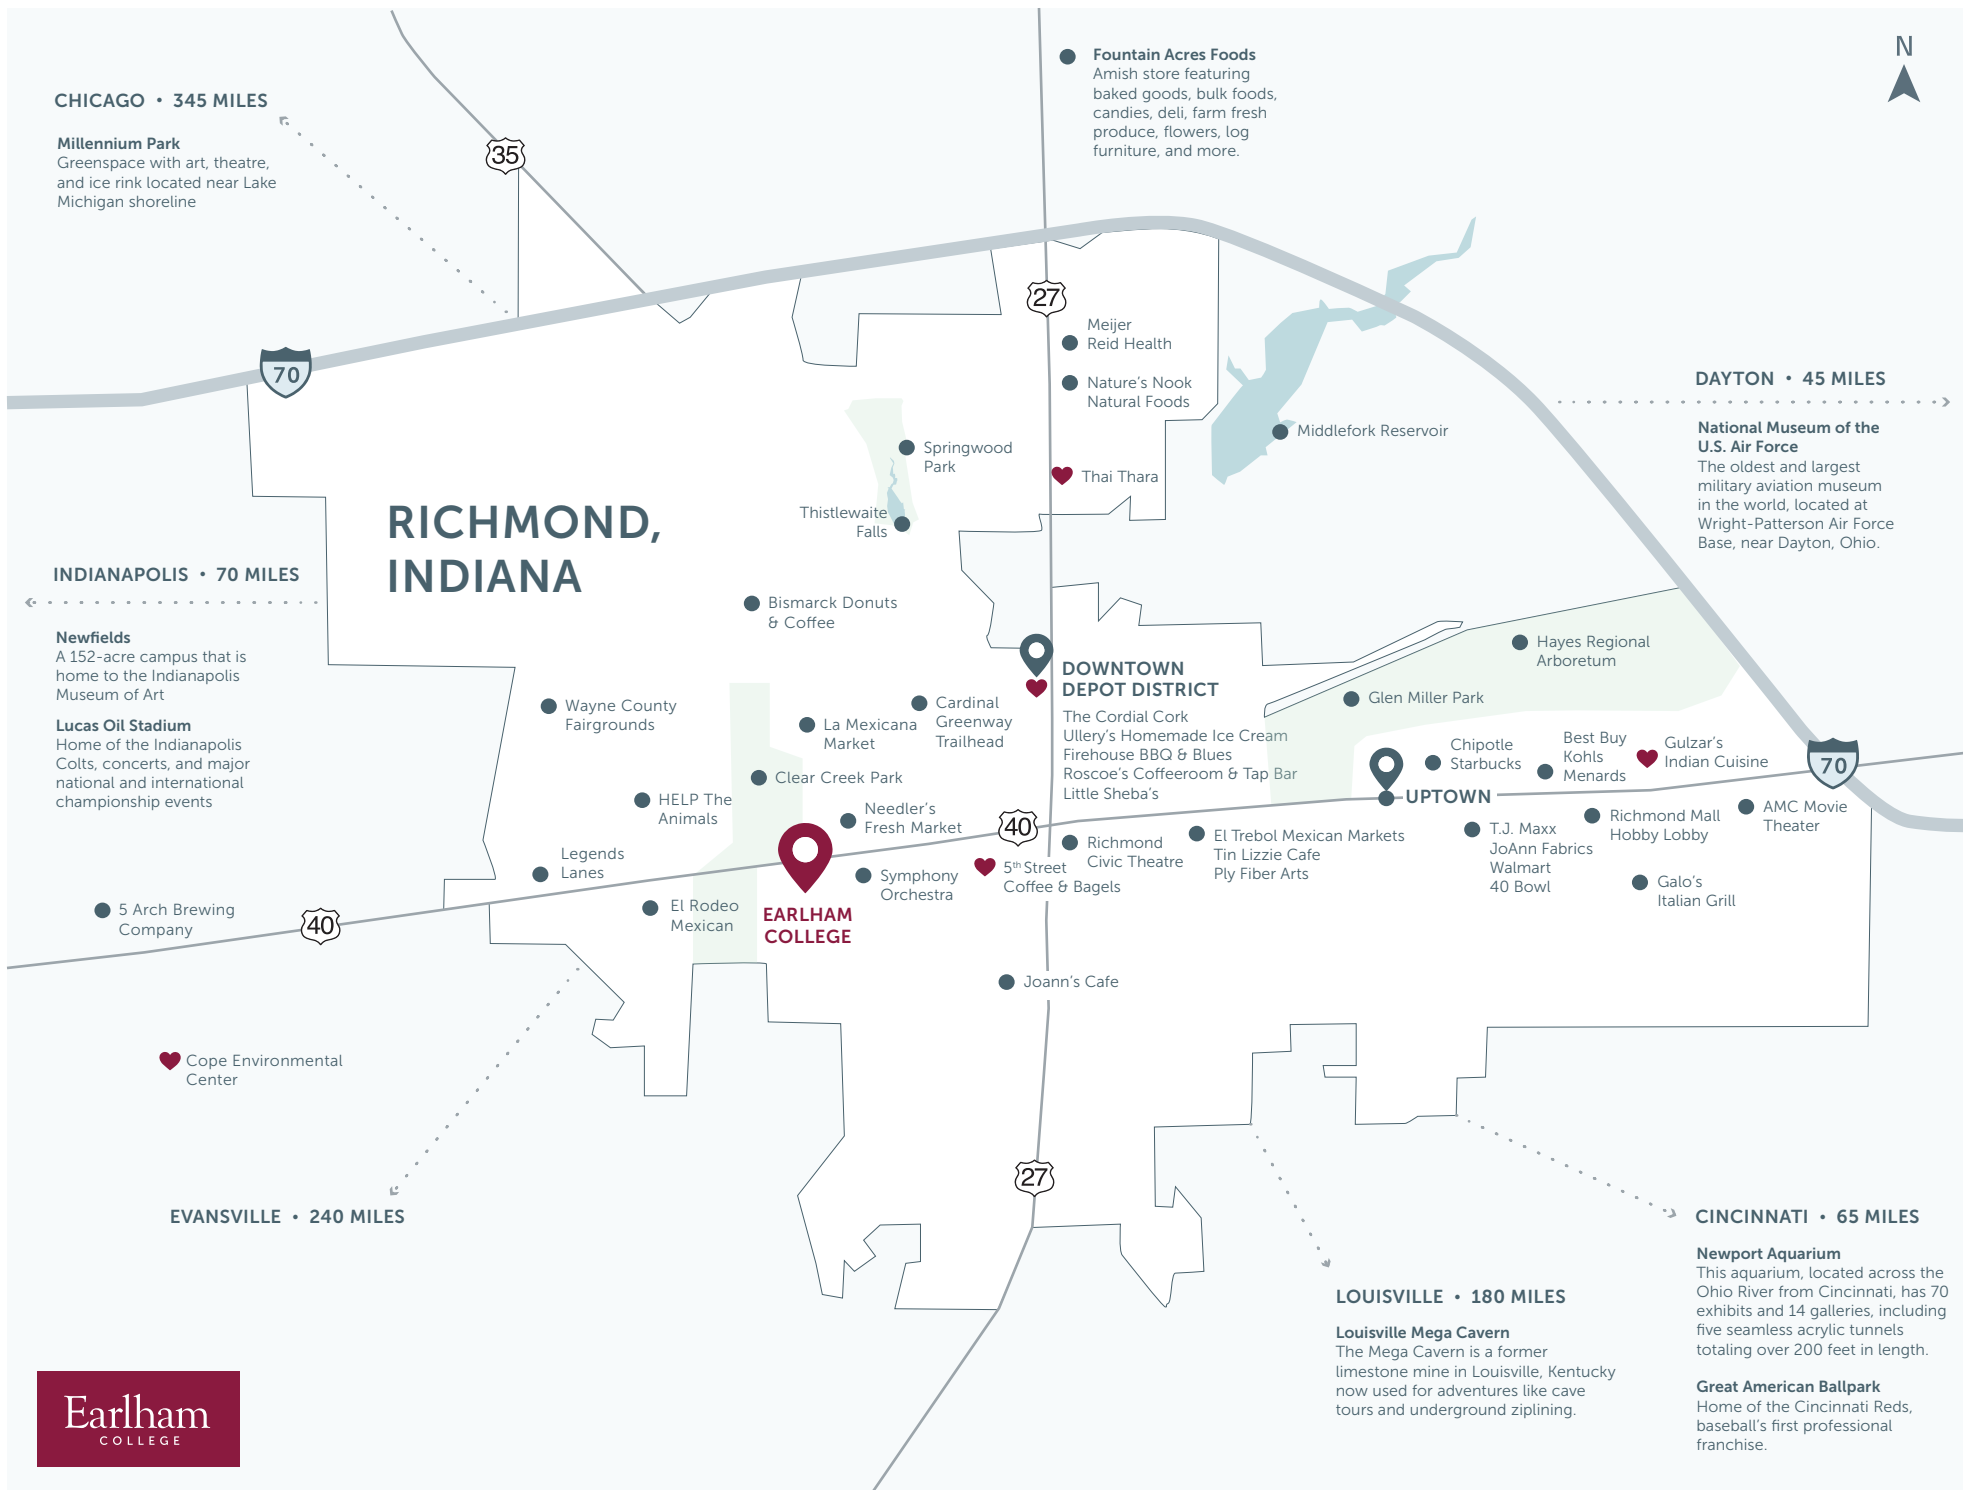 CHICAGO • 345 MILES
Millennium Park
Greenspace with art, theatre,
and ice rink located near Lake
Michigan shoreline
35
Fountain Acres Foods
Amish store featuring
baked goods, bulk foods,
candies, deli, farm fresh
produce, flowers, log
furniture, and more.
N
70
27
Meijer
Reid Health
Nature's Nook
Natural Foods
Middlefork Reservoir
Springwood
Park
Thai Thara
Thistlewaite
Falls
DAYTON • 45 MILES
National Museum of the
U.S. Air Force
The oldest and largest
military aviation museum
in the world, located at
Wright-Patterson Air Force
Base, near Dayton, Ohio.
RICHMOND,
INDIANA
INDIANAPOLIS • 70 MILES
Newfields
A 152-acre campus that is
home to the Indianapolis
Museum of Art
Lucas Oil Stadium
Home of the Indianapolis
Colts, concerts, and major
national and international
championship events
Bismarck Donuts
& Coffee
Wayne County
Fairgrounds
La Mexicana
Market
Cardinal
Greenway
Trailhead
DOWNTOWN
DEPOT DISTRICT
The Cordial Cork
Ullery's Homemade Ice Cream
Firehouse BBQ & Blues
Roscoe's Coffeeroom & Tap Bar
Little Sheba's
Hayes Regional
Arboretum
Glen Miller Park
Chipotle
Starbucks
Best Buy
Kohls
Menards
Gulzar's
Indian Cuisine
70
Clear Creek Park
HELP The
Animals
Needler's
Fresh Market
40
UPTOWN
Legends
Lanes
Symphony
Orchestra
5th Street
Coffee & Bagels
Richmond
Civic Theatre
El Trebol Mexican Markets
Tin Lizzie Cafe
Ply Fiber Arts
T.J. Maxx
JoAnn Fabrics
Walmart
40 Bowl
Richmond Mall
Hobby Lobby
AMC Movie
Theater
Galo's
Italian Grill
5 Arch Brewing
Company
40
El Rodeo
Mexican
EARLHAM
COLLEGE
Joann's Cafe
Cope Environmental
Center
27
EVANSVILLE • 240 MILES
LOUISVILLE • 180 MILES
Louisville Mega Cavern
The Mega Cavern is a former
limestone mine in Louisville, Kentucky
now used for adventures like cave
tours and underground ziplining.
CINCINNATI • 65 MILES
Newport Aquarium
This aquarium, located across the
Ohio River from Cincinnati, has 70
exhibits and 14 galleries, including
five seamless acrylic tunnels
totaling over 200 feet in length.
Great American Ballpark
Home of the Cincinnati Reds,
baseball's first professional
franchise.
Earlham
COLLEGE